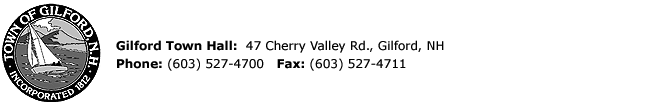 TOWN OF GILFORD, N.H.
INCORPORATED 1812
Gilford Town Hall: 47 Cherry Valley Rd., Gilford, NH
Phone: (603) 527-4700 Fax: (603) 527-4711